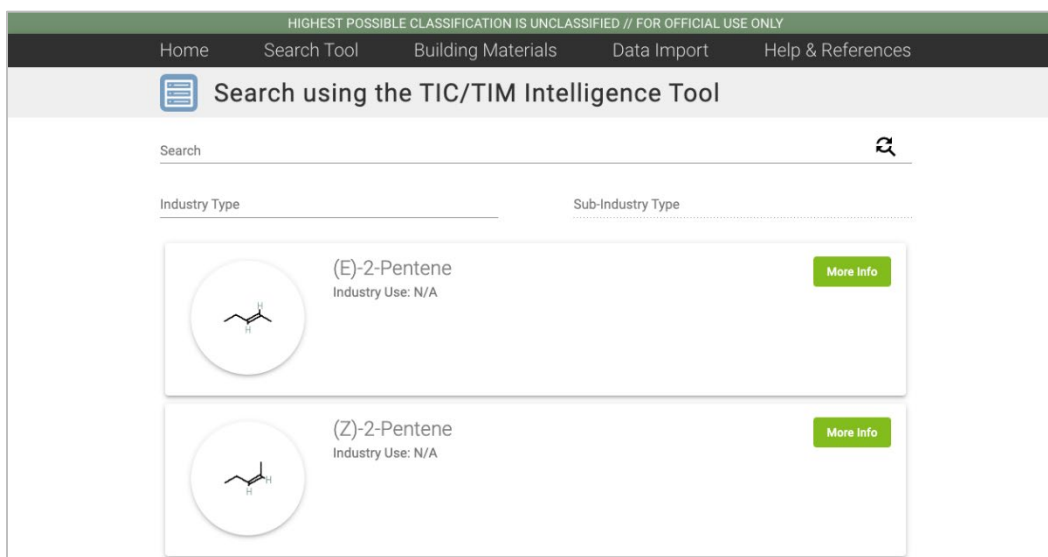 HIGHEST POSSIBLE CLASSIFICATION IS UNCLASSIFIED // FOR OFFICIAL USE ONLY
Home Search Tool Building Materials Data Import Help & References
Search using the TIC/TIM Intelligence Tool
Search
Industry Type Sub-Industry Type
(E)-2-Pentene More Info
Industry Use: N/A
H
H
(Z)-2-Pentene More Info
Industry Use: N/A
H
H